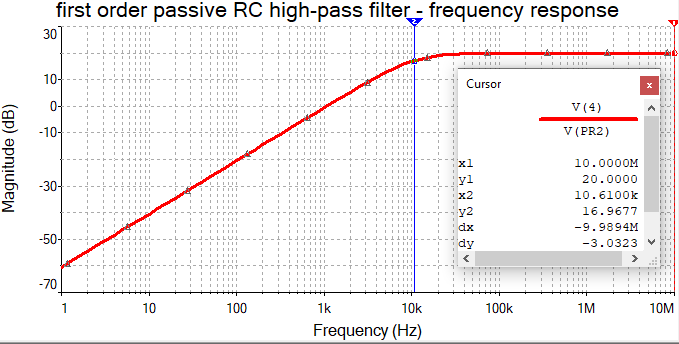 first order passive RC high-pass filter - frequency response
2
1
30
10
0
-10
-30
-50
-70
Magnitude (dB)
1
10
100
1k
10k
100k
1M
10M
Frequency (Hz)
Cursor
x
V(4)
V(PR2)
x1 10.0000M
y1 20.0000
x2 10.6100k
y2 16.9677
dx -9.9894M
dy -3.0323